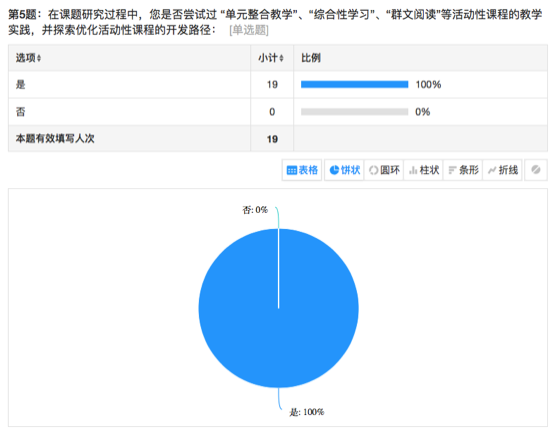 第5题：在课题研究过程中，您是否尝试过 “单元整合教学”、“综合性学习”、“群文阅读”等活动性课程的教学
实践，并探索优化活动性课程的开发路径： [单选题]
选项 小计 比例
是 19 100%
否 0 0%
本题有效填写人次 19
表格 饼状 圆环 柱状 条形 折线
否: 0%
是: 100%